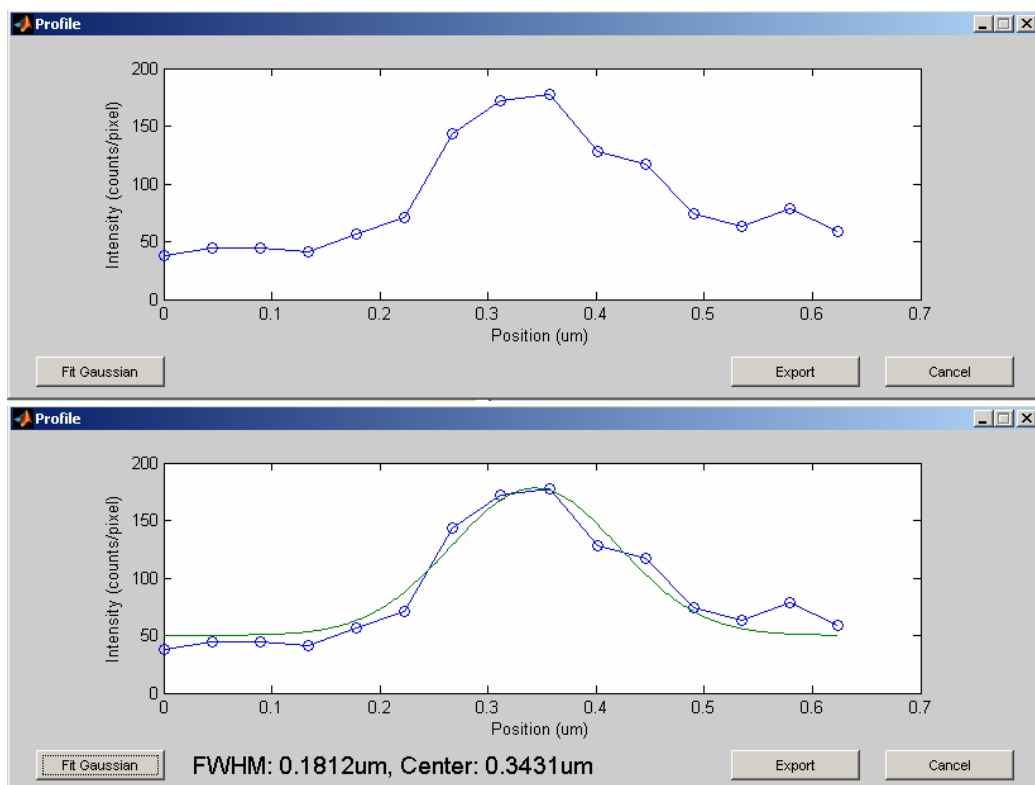 Profile
200
150
100
50
0
Intensity (counts/pixel)
0 0.1 0.2 0.3 0.4 0.5 0.6 0.7
Position (um)
Fit Gaussian Export Cancel
Profile
200
150
100
50
0
Intensity (counts/pixel)
0 0.1 0.2 0.3 0.4 0.5 0.6 0.7
Position (um)
Fit Gaussian FWHM: 0.1812um, Center: 0.3431um Export Cancel